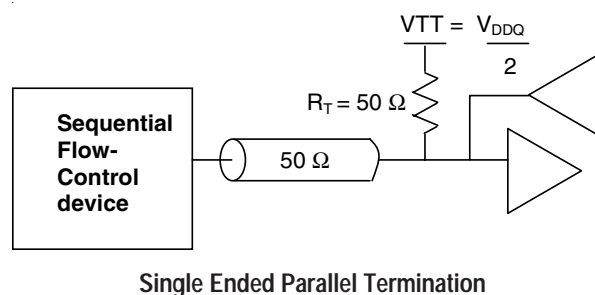 VTT = V_DDQ
2
R_T = 50 Ω
Sequential
Flow-
Control
device
50 Ω
Single Ended Parallel Termination